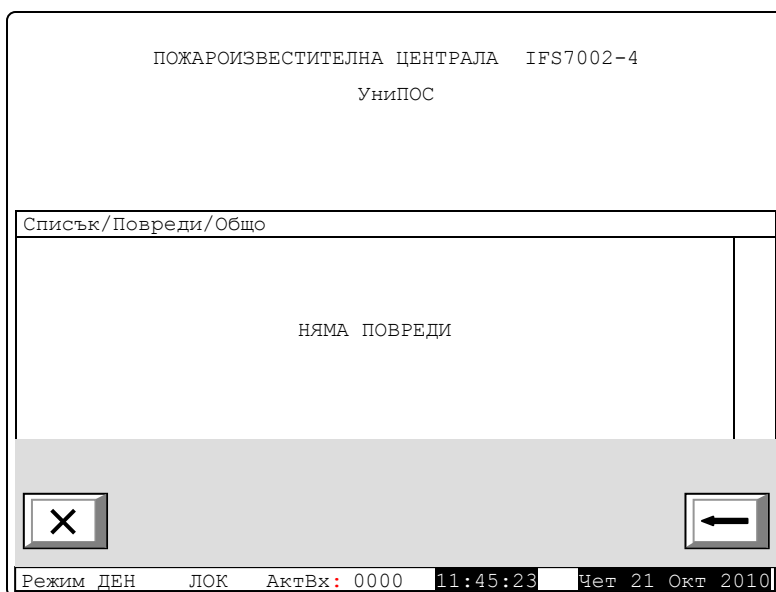 ПОЖАРОИЗВЕСТИТЕЛНА ЦЕНТРАЛА IFS7002-4
УниПОС
Списък/Повреди/Общо
НЯМА ПОВРЕДИ
Режим ДЕН ЛОК АктВх: 0000 11:45:23 Чет 21 Окт 2010